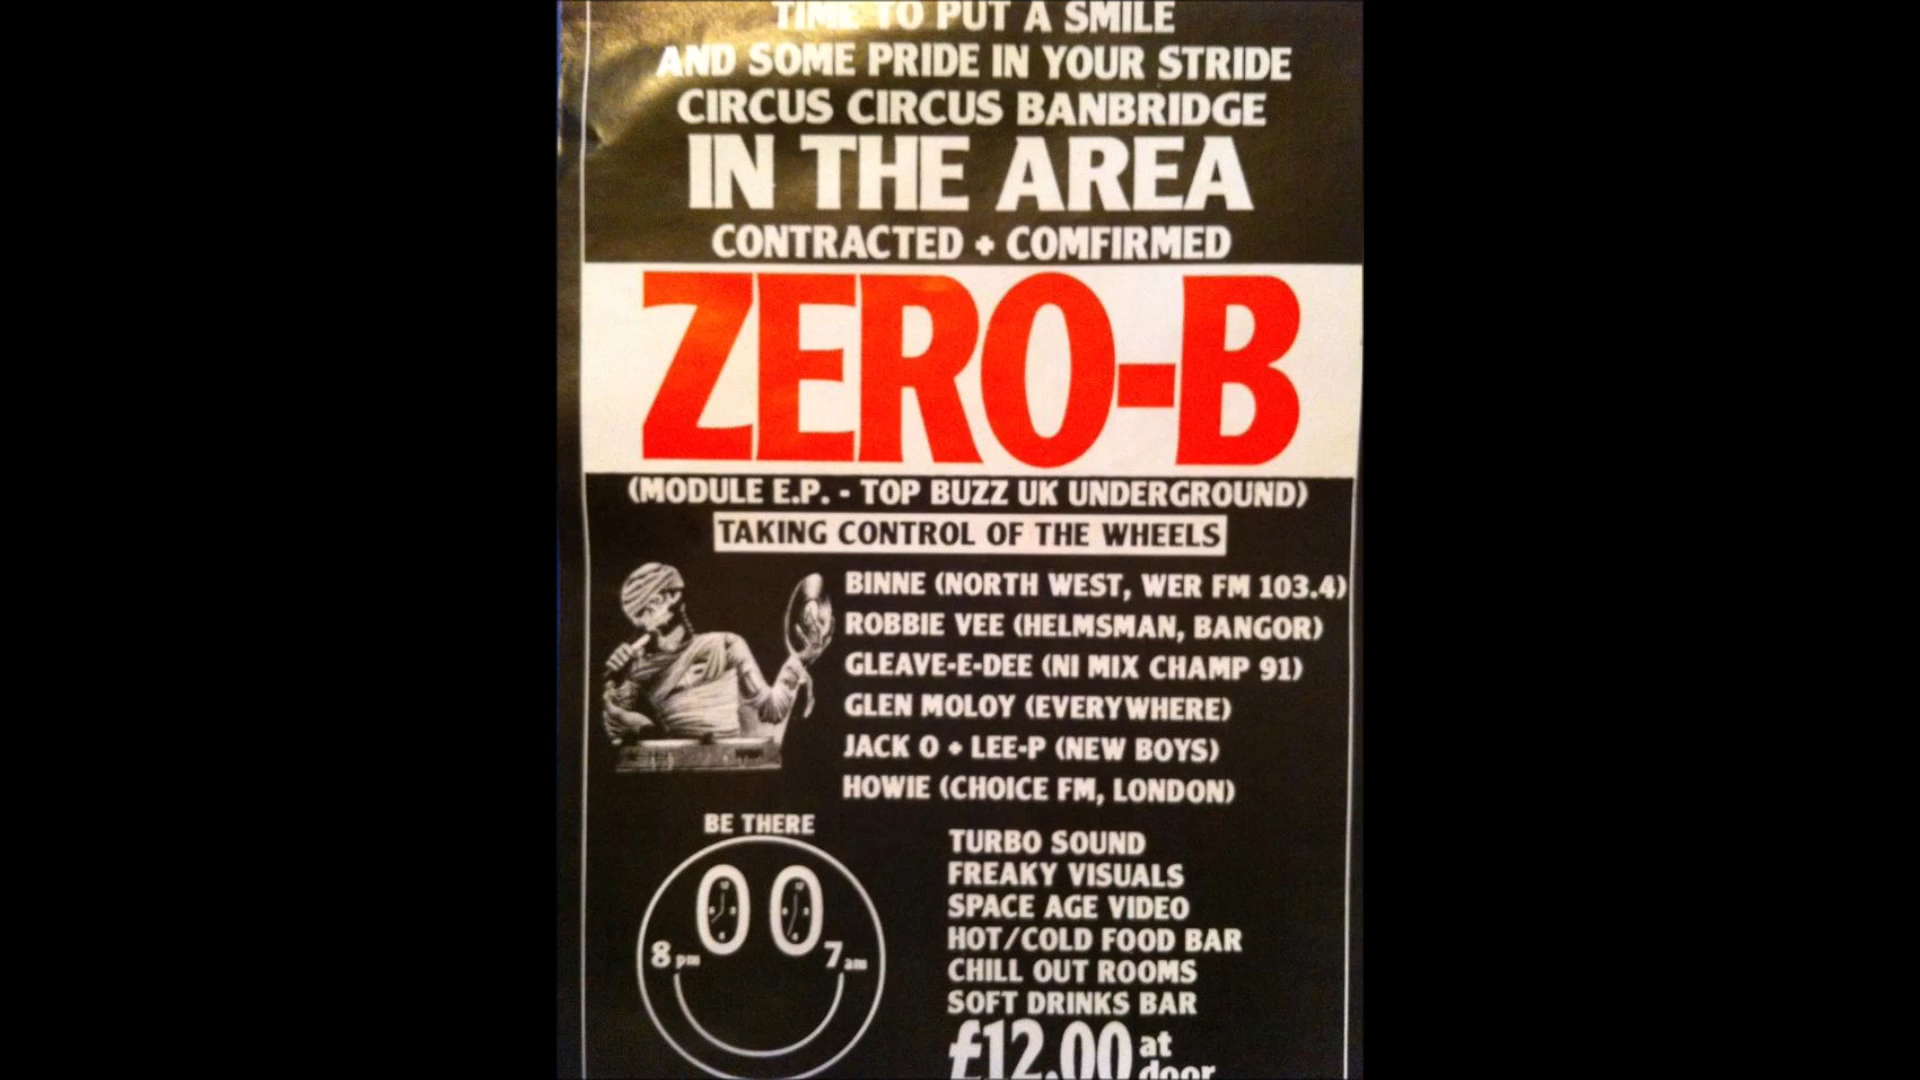 TIME TO PUT A SMILE
AND SOME PRIDE IN YOUR STRIDE
CIRCUS CIRCUS BANBRIDGE
IN THE AREA
CONTRACTED + COMFIRMED
ZERO-B
(MODULE E.P. - TOP BUZZ UK UNDERGROUND)
TAKING CONTROL OF THE WHEELS
BINNE (NORTH WEST, WER FM 103.4)
ROBBIE VEE (HELMSMAN, BANGOR)
GLEAVE-E-DEE (NI MIX CHAMP 91)
GLEN MOLOY (EVERYWHERE)
JACK O + LEE-P (NEW BOYS)
HOWIE (CHOICE FM, LONDON)
BE THERE
8pm
7am
TURBO SOUND
FREAKY VISUALS
SPACE AGE VIDEO
HOT/COLD FOOD BAR
CHILL OUT ROOMS
SOFT DRINKS BAR
£12.00 at door